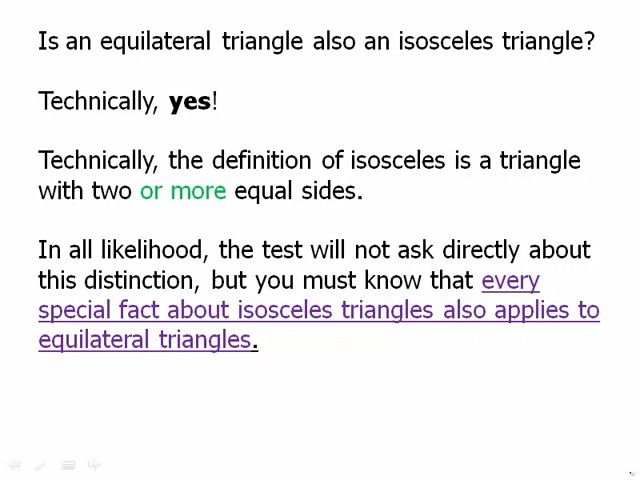 Is an equilateral triangle also an isosceles triangle?
Technically, yes!
Technically, the definition of isosceles is a triangle
with two or more equal sides.
In all likelihood, the test will not ask directly about
this distinction, but you must know that every
special fact about isosceles triangles also applies to
equilateral triangles.